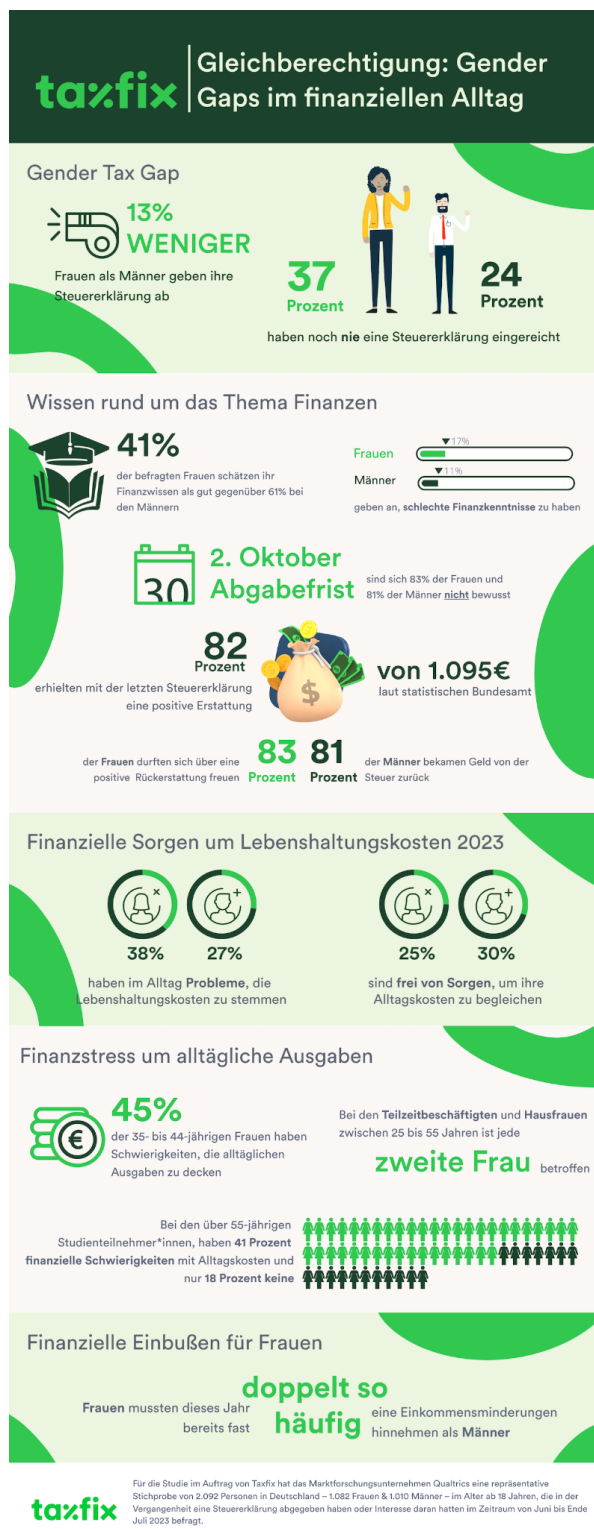 taxfix
Gleichberechtigung: Gender
Gaps im finanziellen Alltag
Gender Tax Gap
13%
WENIGER
Frauen als Männer geben ihre
Steuererklärung ab
37
Prozent
24
Prozent
haben noch nie eine Steuererklärung eingereicht
Wissen rund um das Thema Finanzen
41%
der befragten Frauen schätzen ihr
Finanzwissen als gut gegenüber 61% bei
den Männern
▼17%
Frauen
▼11%
Männer
geben an, schlechte Finanzkenntnisse zu haben
30
2. Oktober
Abgabefrist
sind sich 83% der Frauen und
81% der Männer nicht bewusst
82
Prozent
erhielten mit der letzten Steuererklärung
eine positive Erstattung
$
von 1.095€
laut statistischen Bundesamt
der Frauen durften sich über eine
positive Rückerstattung freuen
83
Prozent
81
Prozent
der Männer bekamen Geld von der
Steuer zurück
Finanzielle Sorgen um Lebenshaltungskosten 2023
38% 27%
haben im Alltag Probleme, die
Lebenshaltungskosten zu stemmen
25% 30%
sind frei von Sorgen, um ihre
Alltagskosten zu begleichen
Finanzstress um alltägliche Ausgaben
€
45%
der 35- bis 44-jährigen Frauen haben
Schwierigkeiten, die alltäglichen
Ausgaben zu decken
Bei den Teilzeitbeschäftigten und Hausfrauen
zwischen 25 bis 55 Jahren ist jede
zweite Frau betroffen
Bei den über 55-jährigen
Studienteilnehmer*innen, haben 41 Prozent
finanzielle Schwierigkeiten mit Alltagskosten und
nur 18 Prozent keine
Finanzielle Einbußen für Frauen
Frauen mussten dieses Jahr
bereits fast
doppelt so
häufig
eine Einkommensminderungen
hinnehmen als Männer
taxfix
Für die Studie im Auftrag von Taxfix hat das Marktforschungsunternehmen Qualtrics eine repräsentative
Stichprobe von 2.092 Personen in Deutschland – 1.082 Frauen & 1.010 Männer – im Alter ab 18 Jahren, die in der
Vergangenheit eine Steuererklärung abgegeben haben oder Interesse daran hatten im Zeitraum von Juni bis Ende
Juli 2023 befragt.